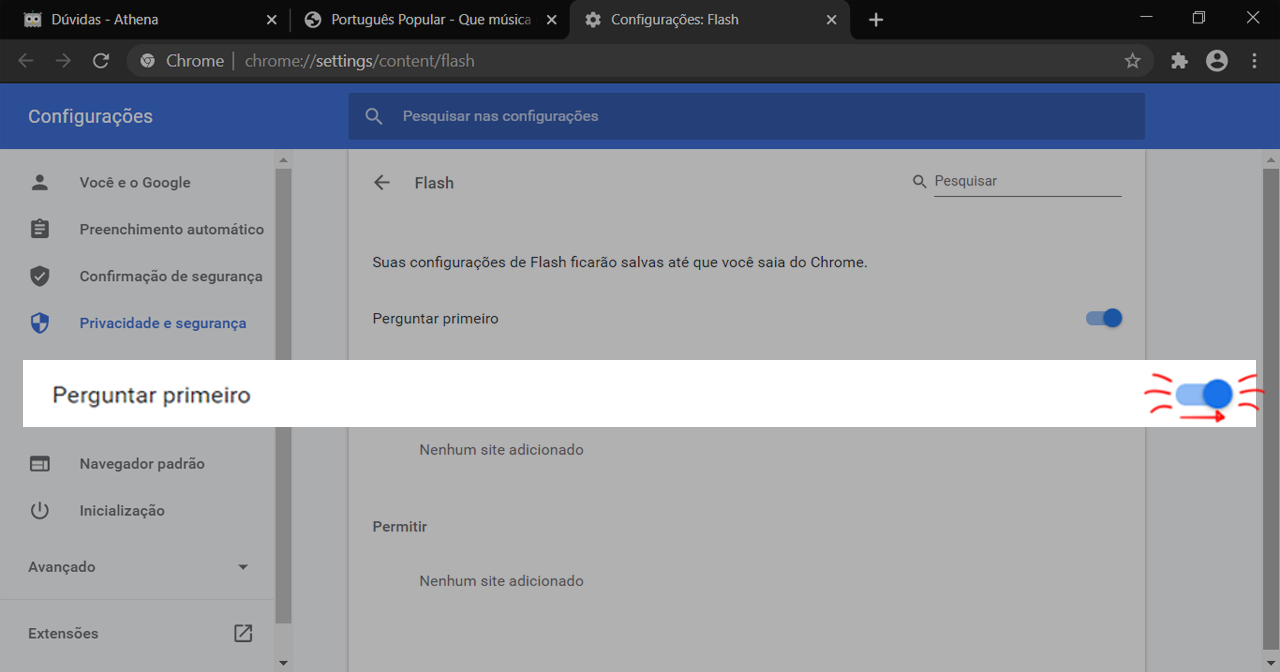 Dúvidas - Athena
Português Popular - Que música
Configurações: Flash
Chrome | chrome://settings/content/flash
Configurações
Pesquisar nas configurações
Você e o Google
Preenchimento automático
Confirmação de segurança
Privacidade e segurança
Flash
Pesquisar
Suas configurações de Flash ficarão salvas até que você saia do Chrome.
Perguntar primeiro
Perguntar primeiro
Nenhum site adicionado
Navegador padrão
Inicialização
Permitir
Avançado
Nenhum site adicionado
Extensões